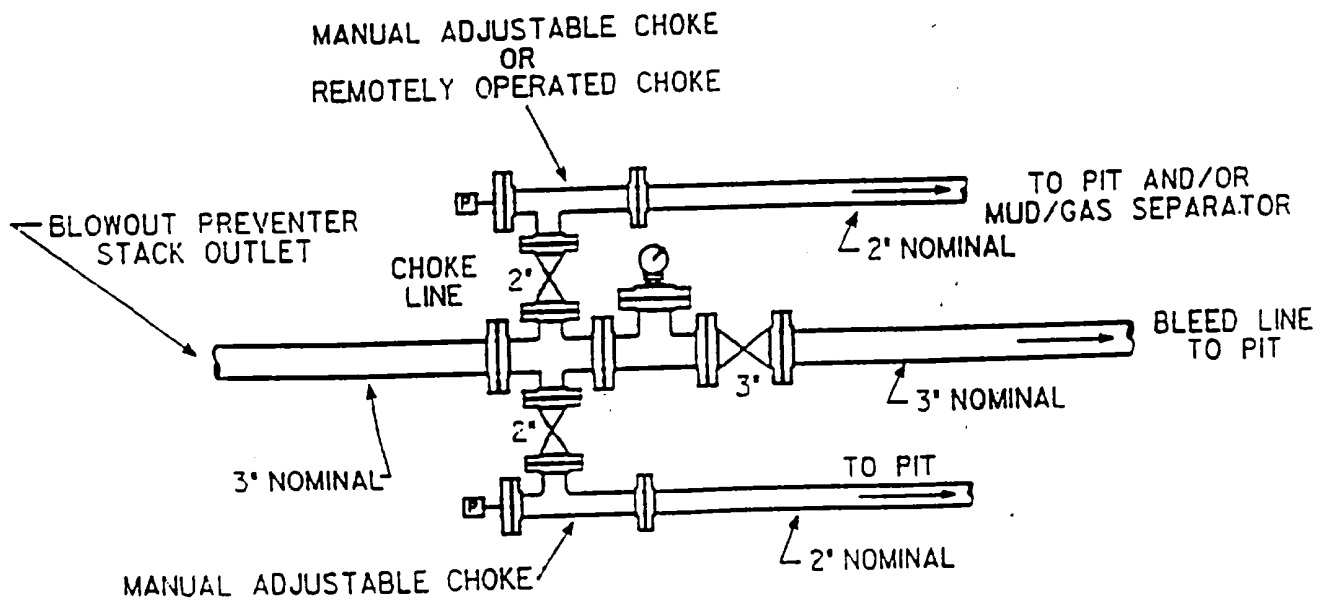 MANUAL ADJUSTABLE CHOKE
OR
REMOTELY OPERATED CHOKE
P
TO PIT AND/OR
MUD/GAS SEPARATOR
2" NOMINAL
BLOWOUT PREVENTER
STACK OUTLET
CHOKE
LINE
2"
BLEED LINE
TO PIT
3"
3" NOMINAL
2"
3" NOMINAL
TO PIT
P
2" NOMINAL
MANUAL ADJUSTABLE CHOKE